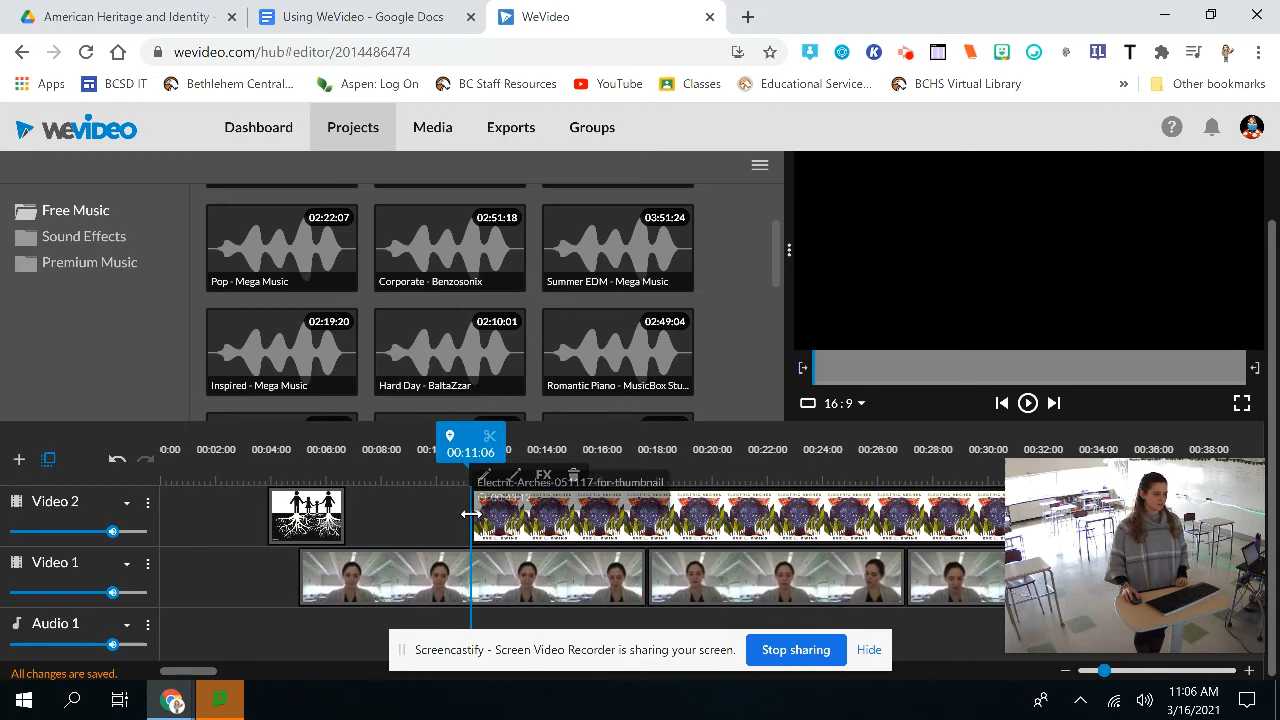 American Heritage and Identity -
Using WeVideo - Google Docs
WeVideo
wevideo.com/hub#editor/2014486474
Apps
BCSD IT
Bethlehem Central...
Aspen: Log On
BC Staff Resources
YouTube
Classes
Educational Service...
BCHS Virtual Library
»
Other bookmarks
WEVIDEO
Dashboard
Projects
Media
Exports
Groups
Free Music
Sound Effects
Premium Music
02:22:07
02:51:18
03:51:24
Pop - Mega Music
Corporate - Benzosonix
Summer EDM - Mega Music
02:19:20
02:10:01
02:49:04
Inspired - Mega Music
Hard Day - BaltaZzar
Romantic Piano - MusicBox Stu...
16:9
00:11:06
00:00 00:02:00 00:04:00 00:06:00 00:08:00 00:14:00 00:16:00 00:18:00 00:20:00 00:22:00 00:24:00 00:26:00 00:28:00 00:30:00 00:32:00 00:34:00 00:36:00 00:38:00
FX
Electric-Arches-051117-for-thumbnail
Video 2
ELECTRIC ARCHES
EVE L. EWING
Video 1
Audio 1
All changes are saved.
Screencastify - Screen Video Recorder is sharing your screen.
Stop sharing
Hide
11:06 AM
3/16/2021